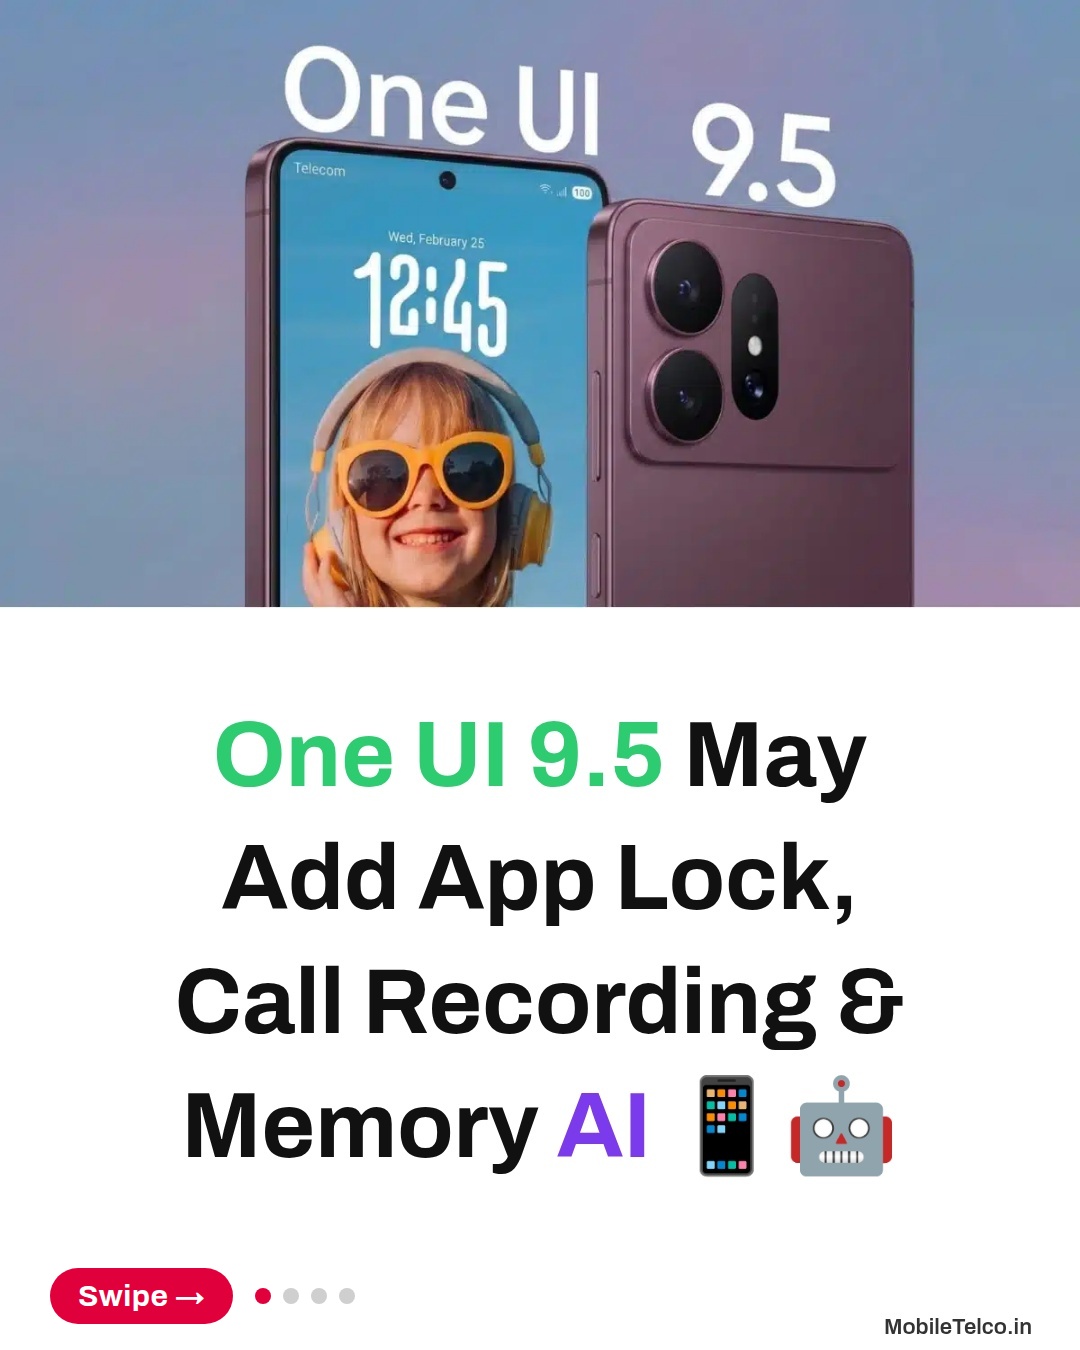 One UI 9.5
Telecom
100
Wed, February 25
12:45
One UI 9.5 May
Add App Lock,
Call Recording &
Memory AI 📱 🤖
Swipe →
MobileTelco.in